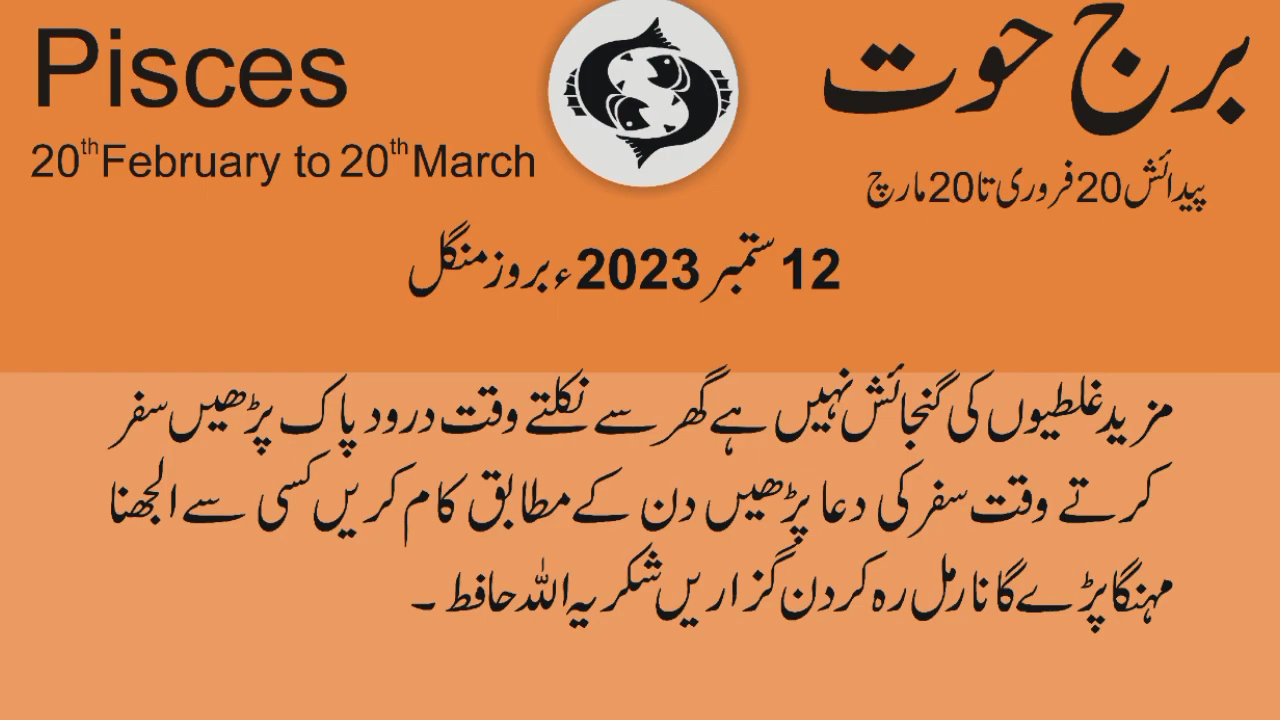 Pisces
برج حوت
20th February to 20th March
پیدائش 20 فروری تا 20 مارچ
12 ستمبر 2023ء بروز منگل
مزید غلطیوں کی گنجائش نہیں ہے گھر سے نکلتے وقت درود پاک پڑھیں سفر
کرتے وقت سفر کی دعا پڑھیں دن کے مطابق کام کریں کسی سے الجھنا
مہنگا پڑے گا نارمل رہ کر دن گزاریں شکریہ اللہ حافظ ۔